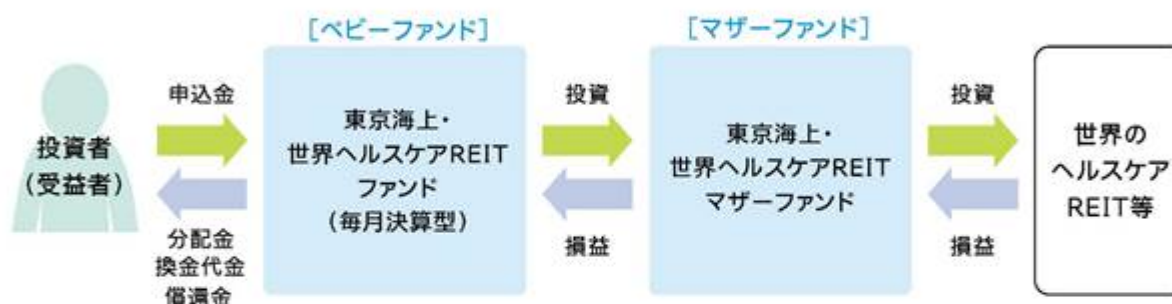 [ベビーファンド]
[マザーファンド]
投資者
(受益者)
申込金
分配金
換金代金
償還金
東京海上・
世界ヘルスケアREIT
ファンド
(毎月決算型)
投資
損益
東京海上・
世界ヘルスケアREIT
マザーファンド
投資
損益
世界の
ヘルスケア
REIT等